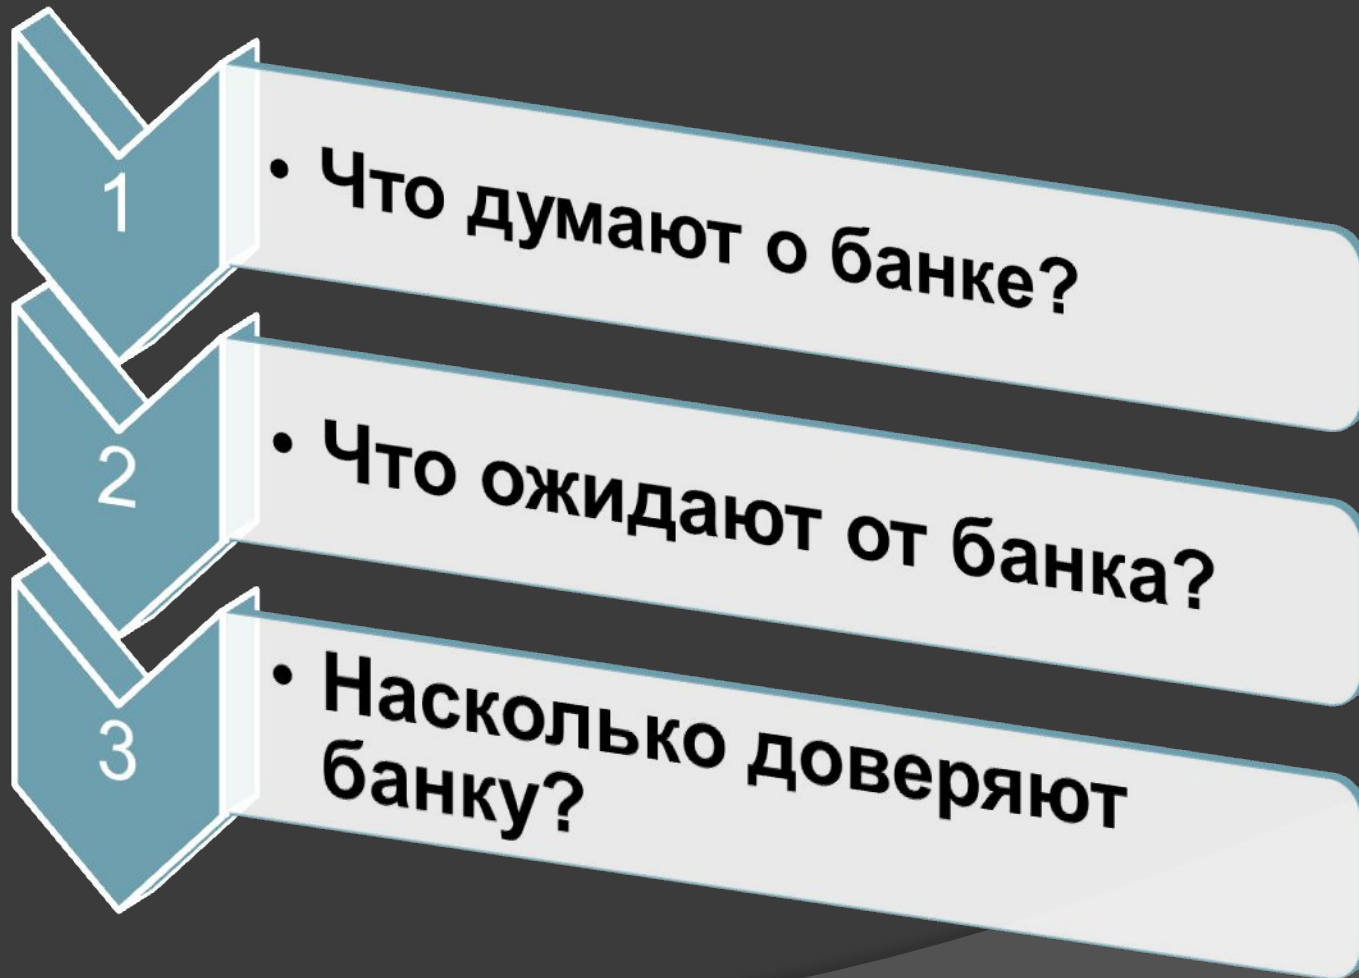 1
• Что думают о банке?
2
• Что ожидают от банка?
3
• Насколько доверяют
банку?